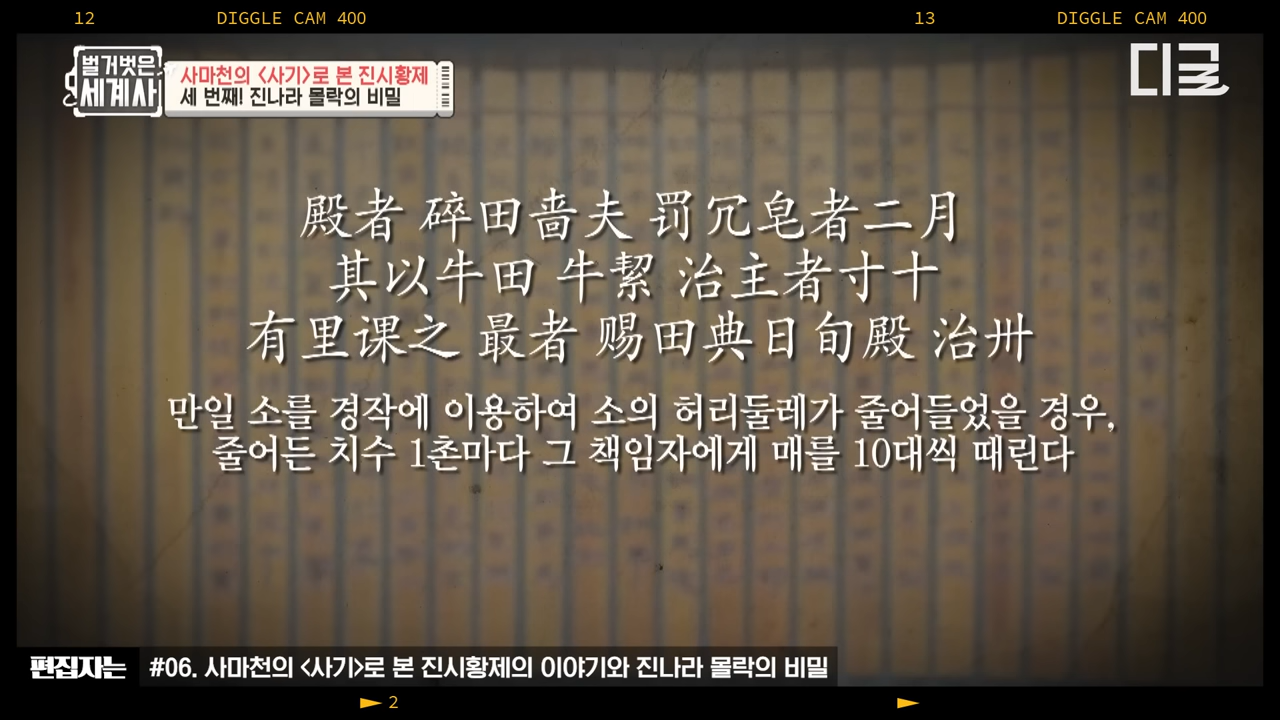 12 DIGGLE CAM 400 13 DIGGLE CAM 400
벌거벗은
세계사
사마천의 <사기>로 본 진시황제
세 번째! 진나라 몰락의 비밀
디글
殿者 碎田啬夫 罚冗皂者二月
其以牛田 牛絜 治主者寸十
有里课之 最者 赐田典日旬殿 治卅
만일 소를 경작에 이용하여 소의 허리둘레가 줄어들었을 경우,
줄어든 치수 1촌마다 그 책임자에게 매를 10대씩 때린다
편집자는 #06. 사마천의 <사기>로 본 진시황제의 이야기와 진나라 몰락의 비밀
2